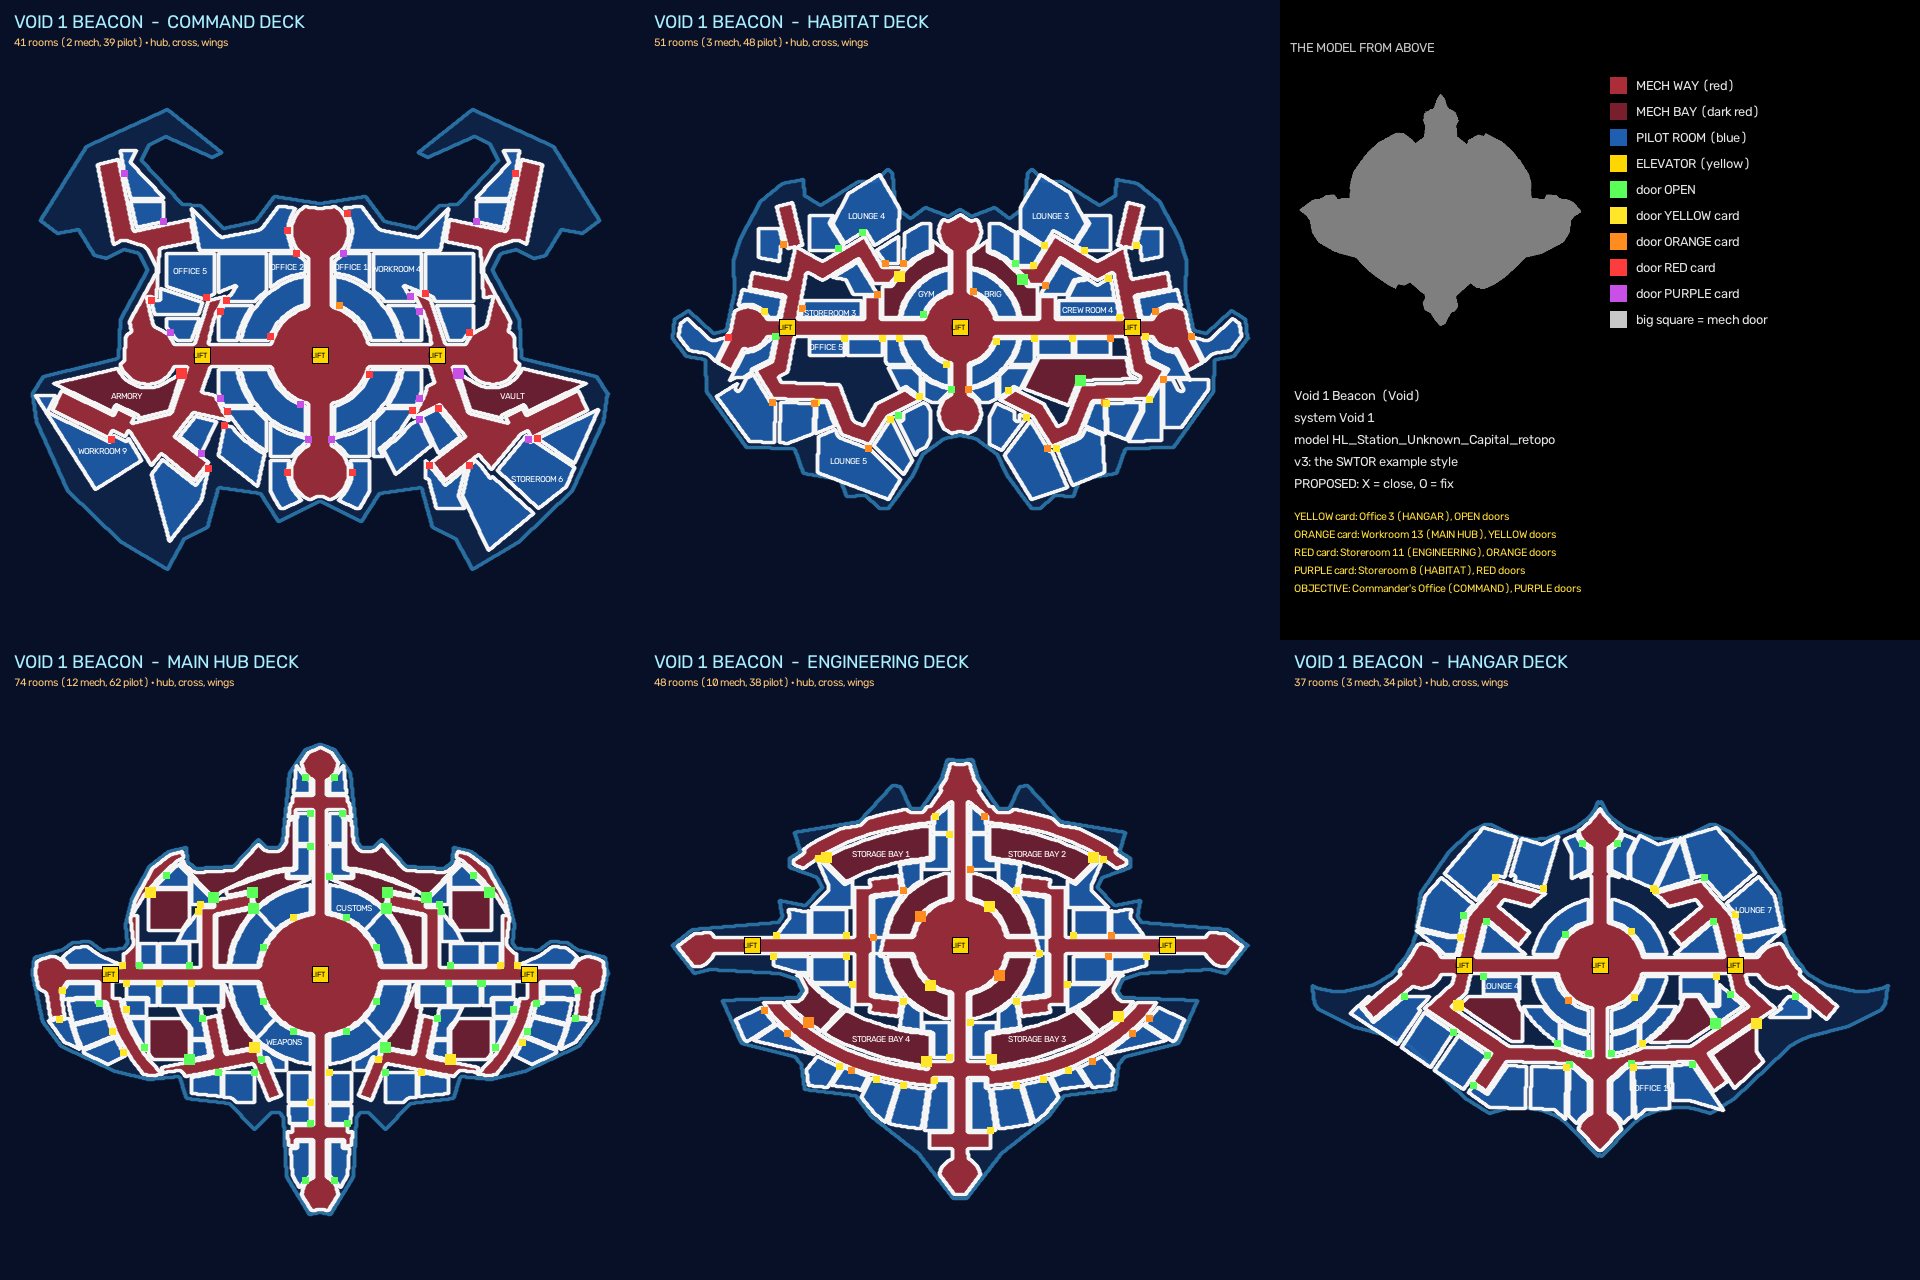 VOID 1 BEACON - COMMAND DECK
41 rooms (2 mech, 39 pilot) • hub, cross, wings
OFFICE 5
OFFICE 2
OFFICE 1
WORKROOM 4
LIFT
LIFT
LIFT
ARMORY
VAULT
WORKROOM 9
STOREROOM 6
VOID 1 BEACON - HABITAT DECK
51 rooms (3 mech, 48 pilot) • hub, cross, wings
LOUNGE 4
LOUNGE 3
GYM
BRIG
STOREROOM 3
CREW ROOM 4
LIFT
LIFT
LIFT
OFFICE 5
LOUNGE 5
THE MODEL FROM ABOVE
MECH WAY (red)
MECH BAY (dark red)
PILOT ROOM (blue)
ELEVATOR (yellow)
door OPEN
door YELLOW card
door ORANGE card
door RED card
door PURPLE card
big square = mech door
Void 1 Beacon (Void)
system Void 1
model HL_Station_Unknown_Capital_retopo
v3: the SWTOR example style
PROPOSED: X = close, O = fix
YELLOW card: Office 3 (HANGAR), OPEN doors
ORANGE card: Workroom 13 (MAIN HUB), YELLOW doors
RED card: Storeroom 11 (ENGINEERING), ORANGE doors
PURPLE card: Storeroom 8 (HABITAT), RED doors
OBJECTIVE: Commander's Office (COMMAND), PURPLE doors
VOID 1 BEACON - MAIN HUB DECK
74 rooms (12 mech, 62 pilot) • hub, cross, wings
CUSTOMS
LIFT
LIFT
LIFT
WEAPONS
VOID 1 BEACON - ENGINEERING DECK
48 rooms (10 mech, 38 pilot) • hub, cross, wings
STORAGE BAY 1
STORAGE BAY 2
LIFT
LIFT
LIFT
STORAGE BAY 4
STORAGE BAY 3
VOID 1 BEACON - HANGAR DECK
37 rooms (3 mech, 34 pilot) • hub, cross, wings
LOUNGE 7
LIFT
LIFT
LIFT
LOUNGE 4
OFFICE 1